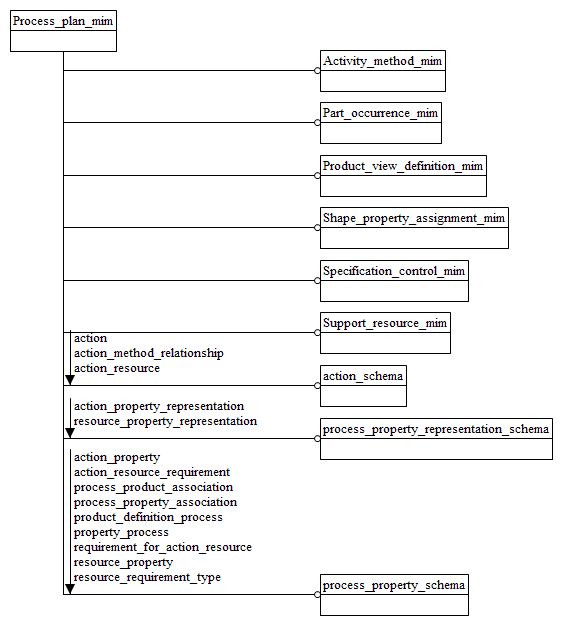 Process_plan_mim
Activity_method_mim
Part_occurrence_mim
Product_view_definition_mim
Shape_property_assignment_mim
Specification_control_mim
Support_resource_mim
action
action_method_relationship
action_resource
action_schema
action_property_representation
resource_property_representation
process_property_representation_schema
action_property
action_resource_requirement
process_product_association
process_property_association
product_definition_process
property_process
requirement_for_action_resource
resource_property
resource_requirement_type
process_property_schema